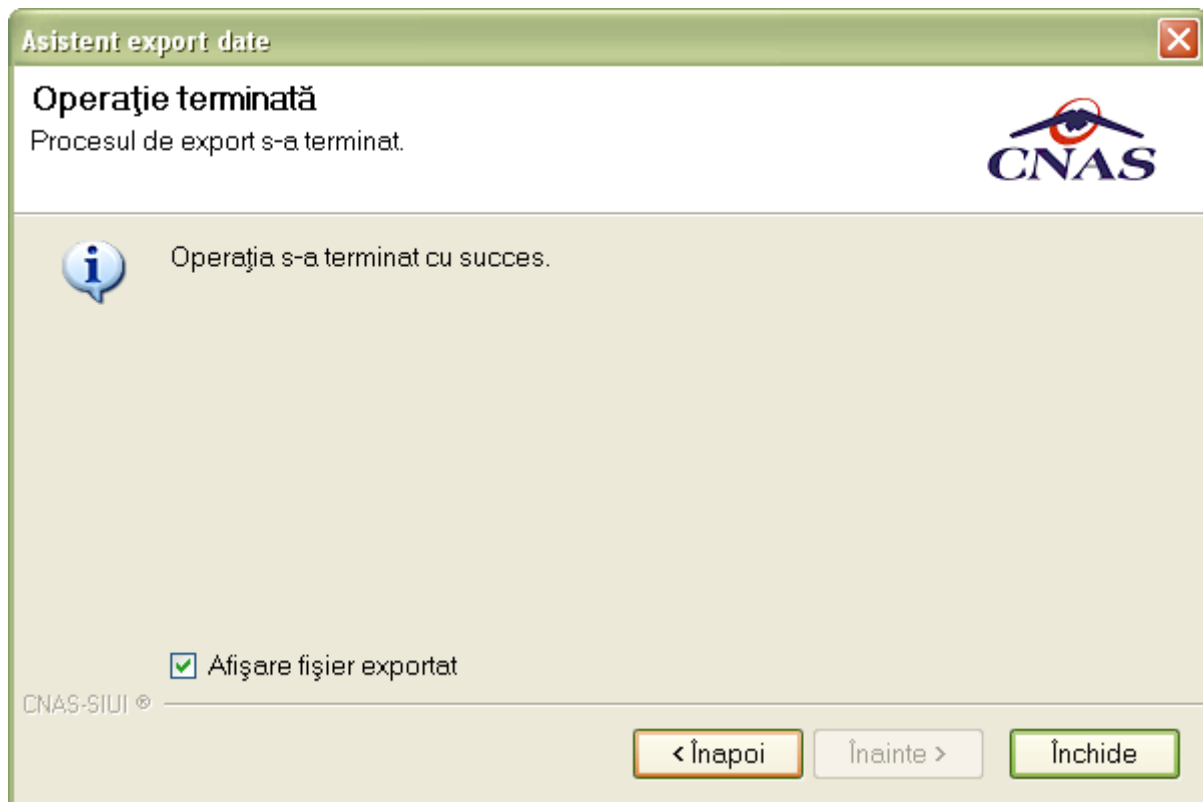 Asistent export date
Operaţie terminată
Procesul de export s-a terminat.
CNAS
Operaţia s-a terminat cu succes.
Afişare fişier exportat
CNAS-SIUI ®
< Înapoi
Înainte >
Închide